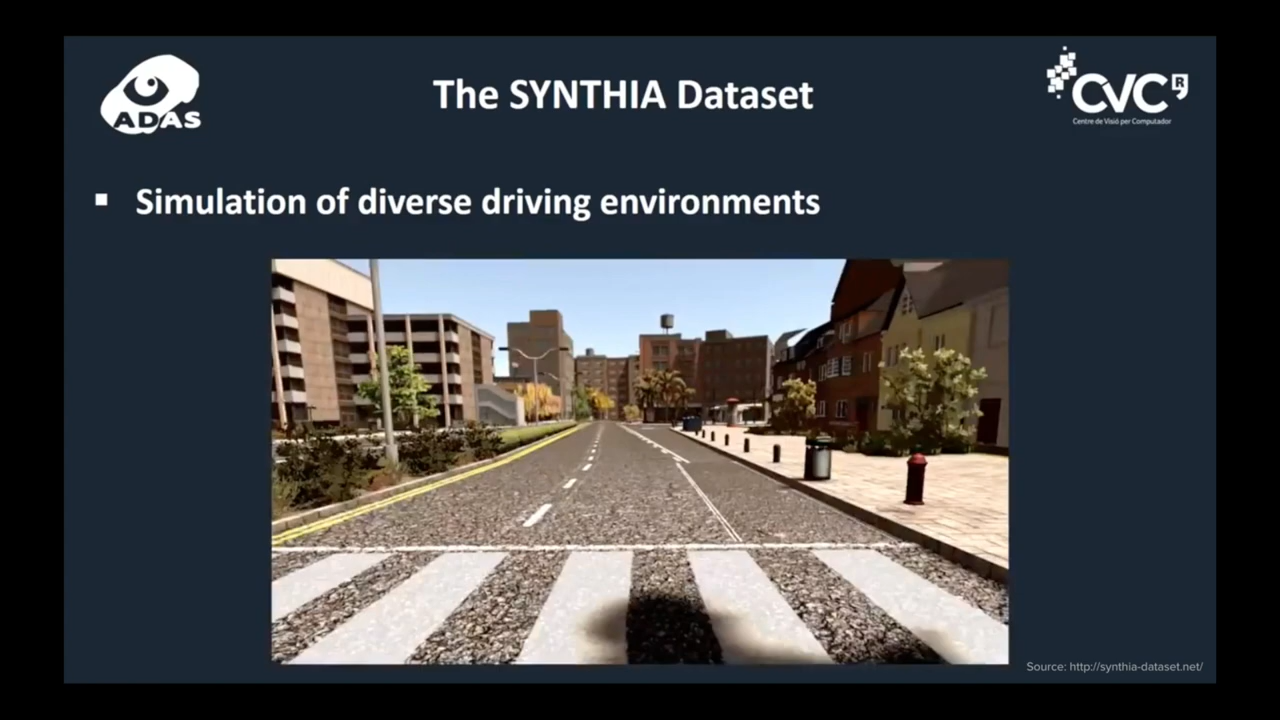 The SYNTHIA Dataset
ADAS
CVC
R
Centre de Visió per Computador
▪ Simulation of diverse driving environments
Source: http://synthia-dataset.net/